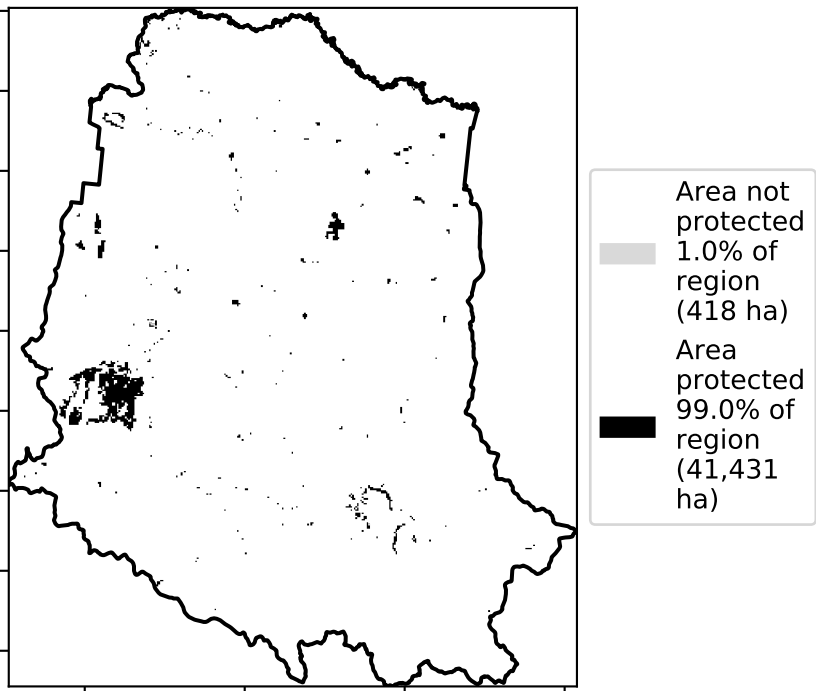 Area not
protected
1.0% of
region
(418 ha)
Area
protected
99.0% of
region
(41,431
ha)